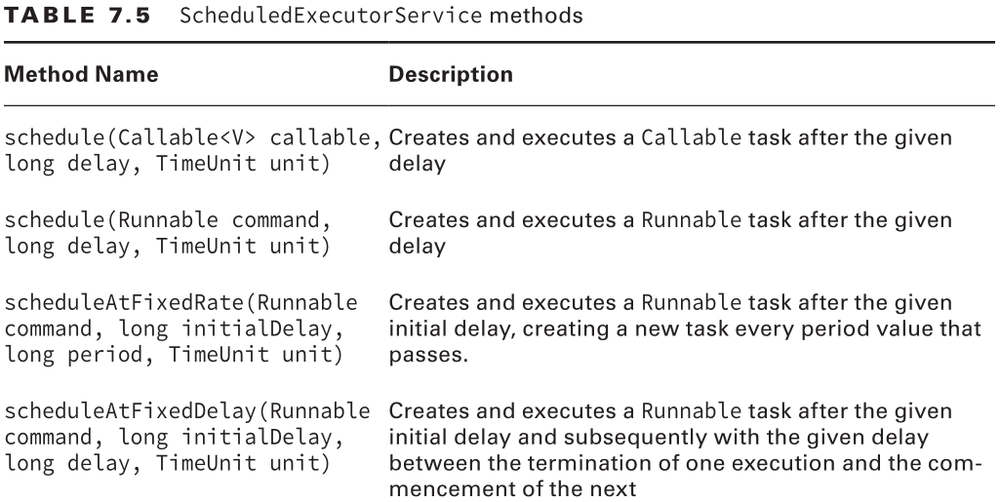 TABLE 7.5 ScheduledExecutorService methods
Method Name Description
schedule(Callable<V> callable, Creates and executes a Callable task after the given
long delay, TimeUnit unit) delay
schedule(Runnable command, Creates and executes a Runnable task after the given
long delay, TimeUnit unit) delay
scheduleAtFixedRate(Runnable Creates and executes a Runnable task after the given
command, long initialDelay, initial delay, creating a new task every period value that
long period, TimeUnit unit) passes.
scheduleAtFixedDelay(Runnable Creates and executes a Runnable task after the given
command, long initialDelay, initial delay and subsequently with the given delay
long delay, TimeUnit unit) between the termination of one execution and the com-
mencement of the next